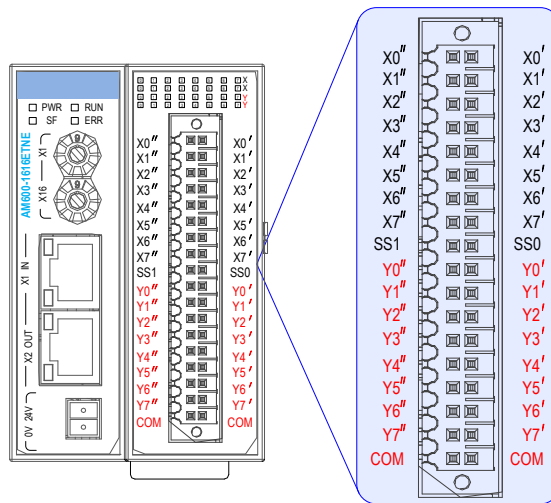 PWR RUN
SF ERR
X
X
Y
Y
AM600-1616ETNE
X1
X16
9
9
X1 IN
X2 OUT
0V 24V
X0″ X0′
X1″ X1′
X2″ X2′
X3″ X3′
X4″ X4′
X5″ X5′
X6″ X6′
X7″ X7′
SS1 SS0
Y0″ Y0′
Y1″ Y1′
Y2″ Y2′
Y3″ Y3′
Y4″ Y4′
Y5″ Y5′
Y6″ Y6′
Y7″ Y7′
COM COM
X0″ X0′
X1″ X1′
X2″ X2′
X3″ X3′
X4″ X4′
X5″ X5′
X6″ X6′
X7″ X7′
SS1 SS0
Y0″ Y0′
Y1″ Y1′
Y2″ Y2′
Y3″ Y3′
Y4″ Y4′
Y5″ Y5′
Y6″ Y6′
Y7″ Y7′
COM COM